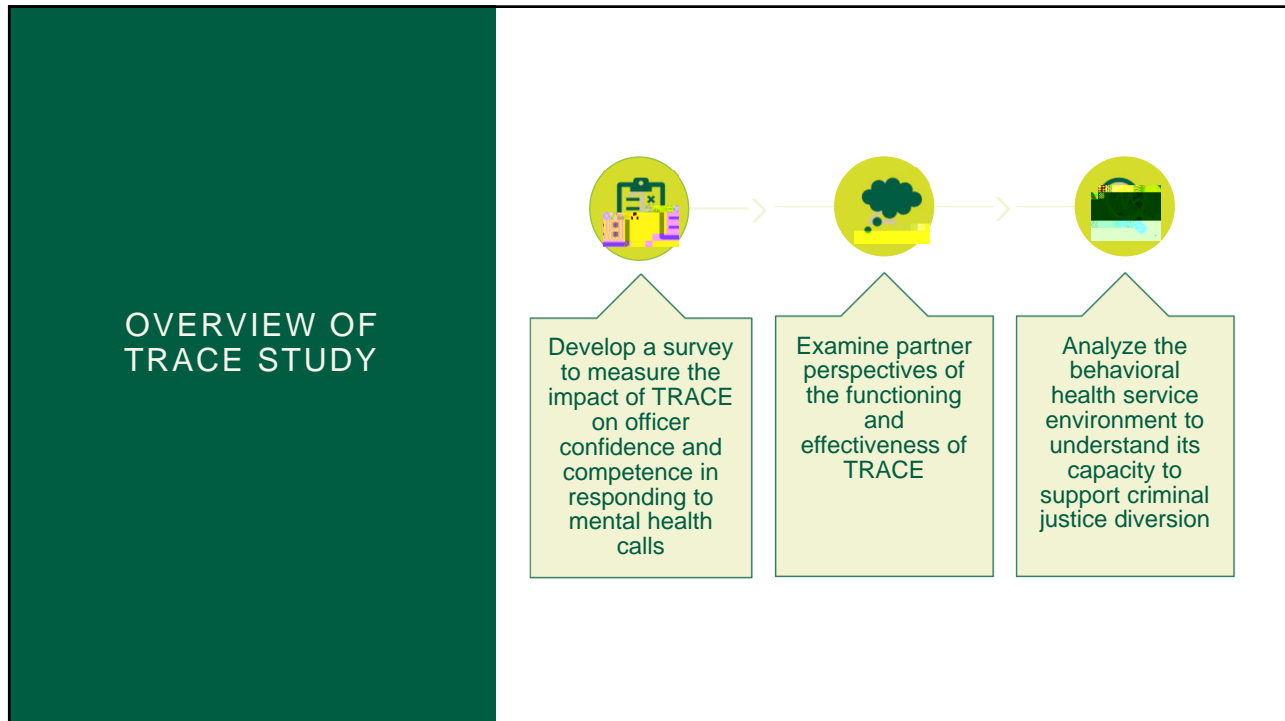 OVERVIEW OF
TRACE STUDY
Develop a survey
to measure the
impact of TRACE
on officer
confidence and
competence in
responding to
mental health
calls
Examine partner
perspectives of
the functioning
and
effectiveness of
TRACE
Analyze the
behavioral
health service
environment to
understand its
capacity to
support criminal
justice diversion